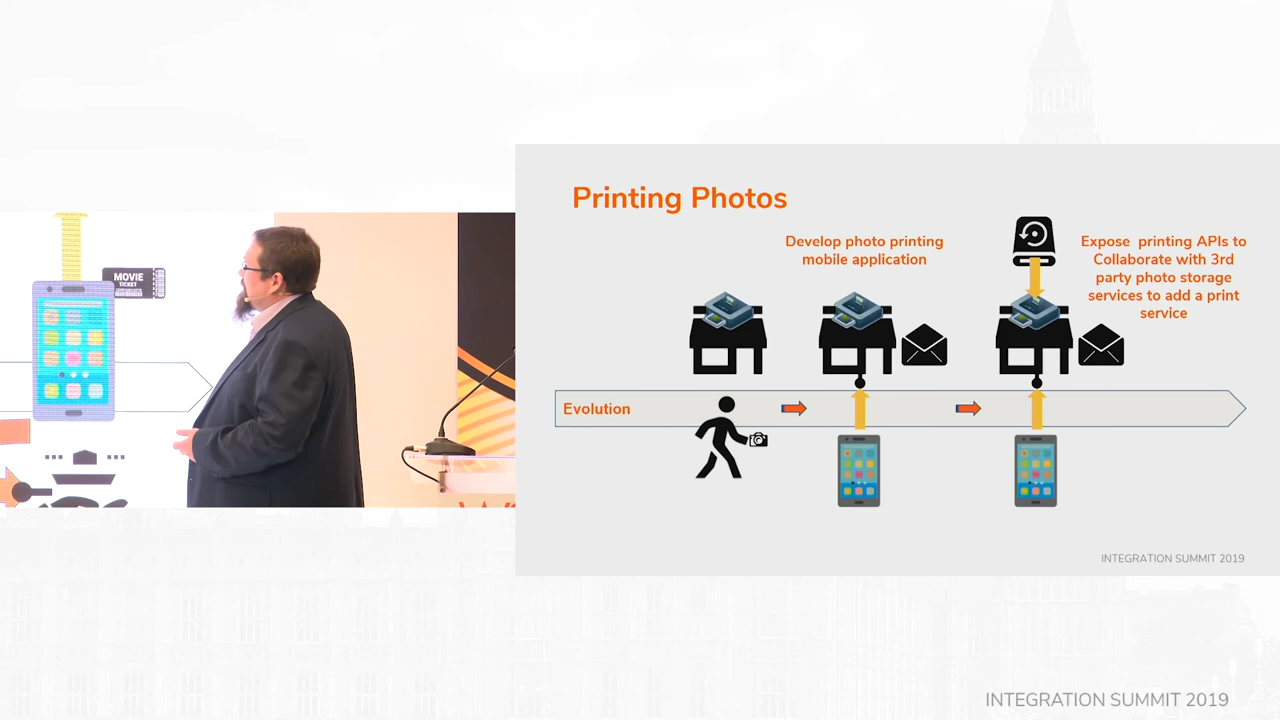 MOVIE
TICKET
Printing Photos
Develop photo printing
mobile application
Expose printing APIs to
Collaborate with 3rd
party photo storage
services to add a print
service
Evolution
INTEGRATION SUMMIT 2019
INTEGRATION SUMMIT 2019